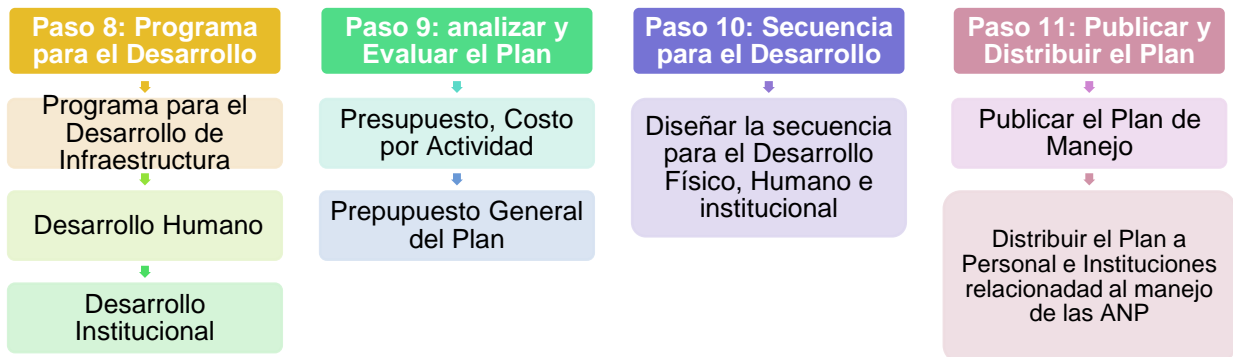 Paso 8: Programa
para el Desarrollo
Programa para el
Desarrollo de
Infraestructura
Desarrollo Humano
Desarrollo
Institucional
Paso 9: analizar y
Evaluar el Plan
Presupuesto, Costo
por Actividad
Prepupuesto General
del Plan
Paso 10: Secuencia
para el Desarrollo
Diseñar la secuencia
para el Desarrollo
Físico, Humano e
institucional
Paso 11: Publicar y
Distribuir el Plan
Publicar el Plan de
Manejo
Distribuir el Plan a
Personal e Instituciones
relacionadad al manejo
de las ANP